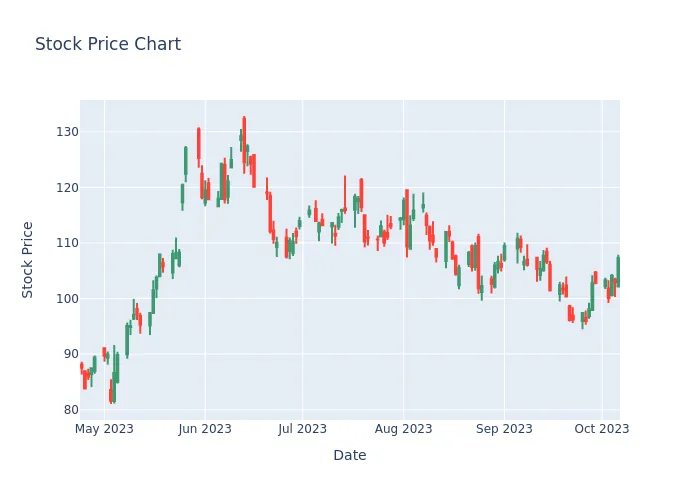 Stock Price Chart
Stock Price
130
120
110
100
90
80
May 2023
Jun 2023
Jul 2023
Aug 2023
Sep 2023
Oct 2023
Date